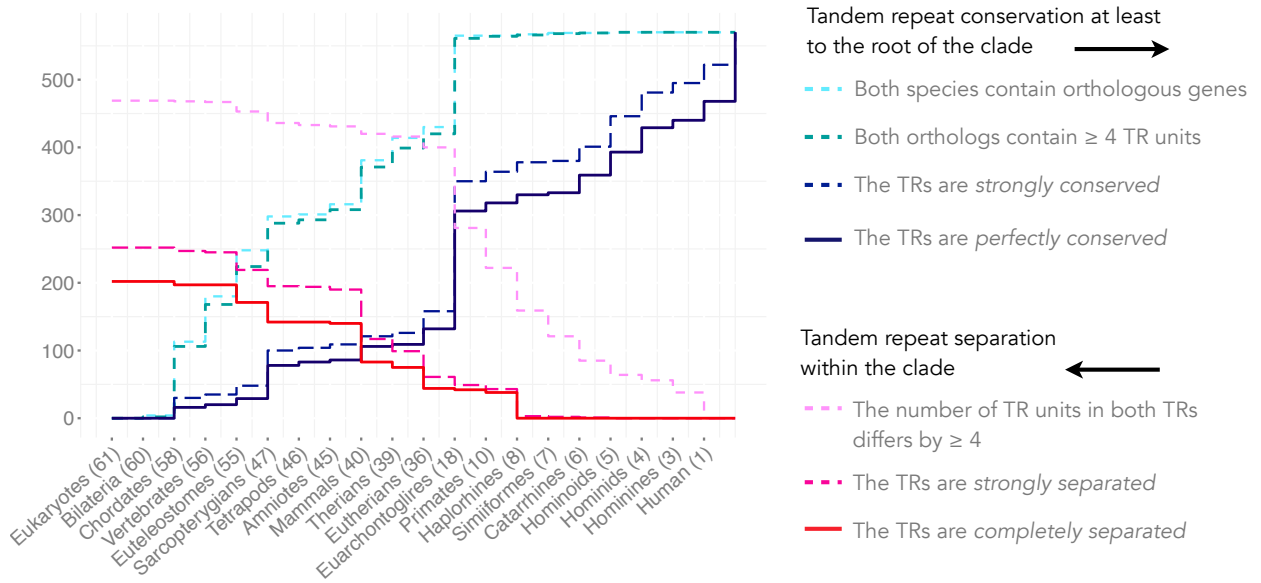 500
400
300
200
100
0
Eukaryotes (61)
Bilateria (60)
Chordates (58)
Vertebrates (56)
Euteleostomes (55)
Sarcopterygians (47)
Tetrapods (46)
Amniotes (45)
Mammals (40)
Therians (39)
Eutherians (36)
Euarchontoglires (18)
Primates (10)
Haplorhines (8)
Simiiformes (7)
Catarrhines (6)
Hominoids (5)
Hominids (4)
Hominines (3)
Human (1)
Tandem repeat conservation at least
to the root of the clade
Both species contain orthologous genes
Both orthologs contain ≥ 4 TR units
The TRs are strongly conserved
The TRs are perfectly conserved
Tandem repeat separation
within the clade
The number of TR units in both TRs
differs by ≥ 4
The TRs are strongly separated
The TRs are completely separated